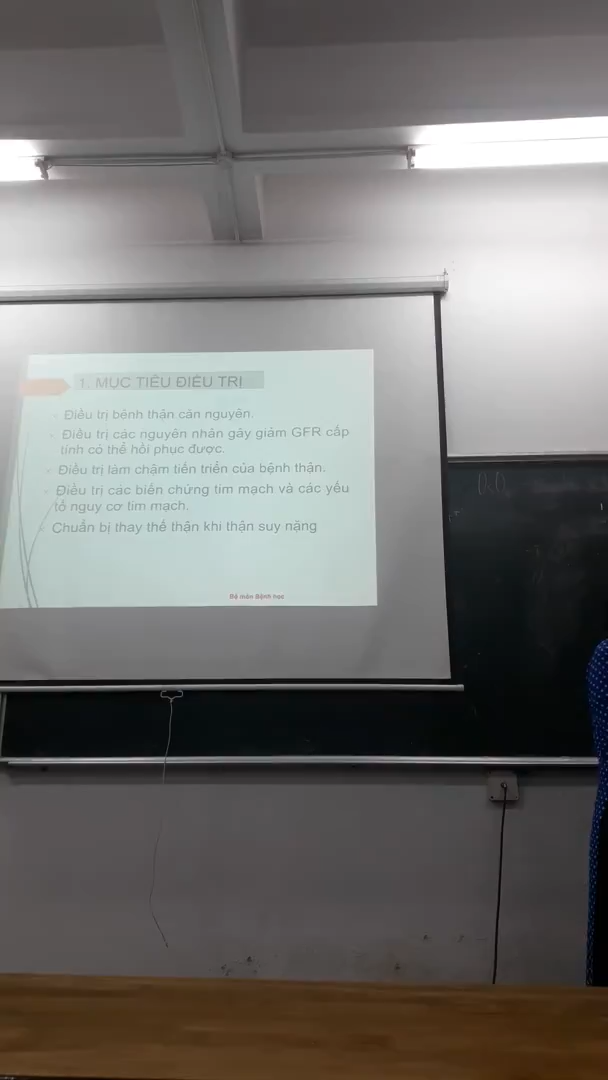 1. MỤC TIÊU ĐIỀU TRỊ
Điều trị bệnh thận căn nguyên.
Điều trị các nguyên nhân gây giảm GFR cấp
tính có thể hồi phục được.
Điều trị làm chậm tiến triển của bệnh thận.
Điều trị các biến chứng tim mạch và các yếu
tố nguy cơ tim mạch.
Chuẩn bị thay thế thận khi thận suy nặng
Bộ môn Bệnh học